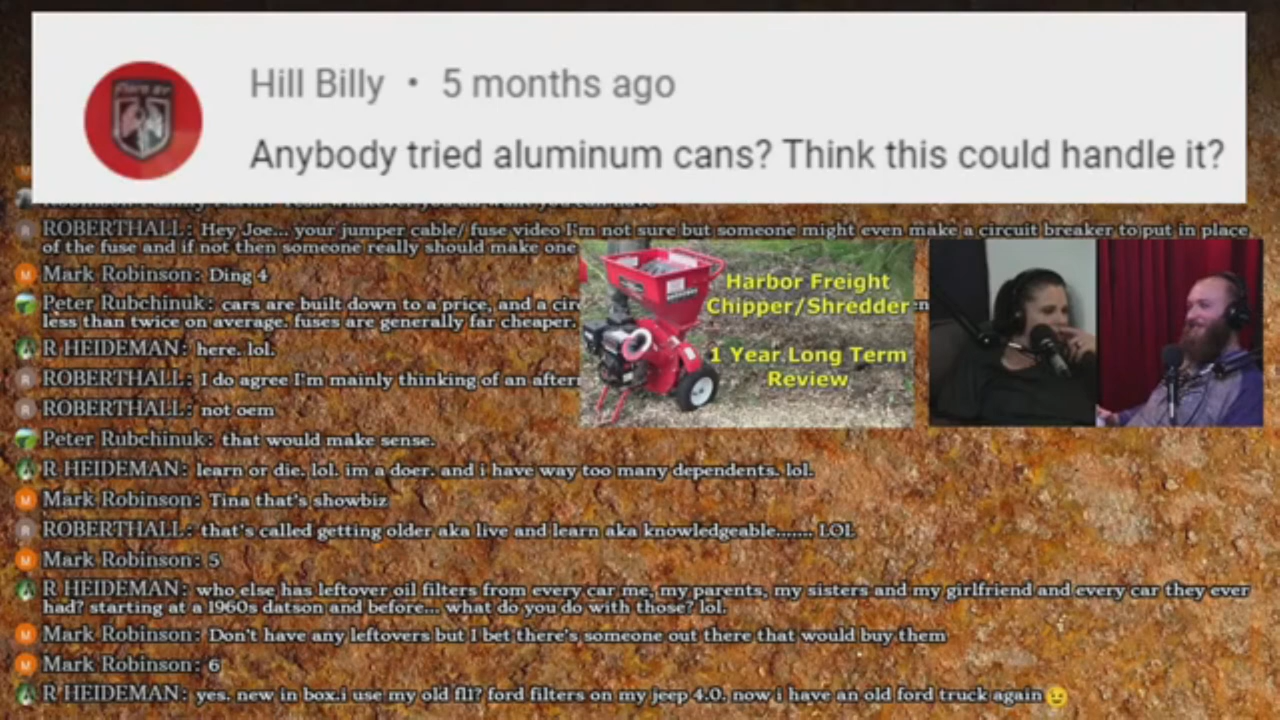 Hill Billy • 5 months ago
Anybody tried aluminum cans? Think this could handle it?
ROBERTHALL: Hey Joe... your jumper cable/ fuse video I'm not sure but someone might even make a circuit breaker to put in place
of the fuse and if not then someone really should make one
Mark Robinson: Ding 4
Peter Rubchinuk: cars are built down to a price, and a
less than twice on average. fuses are generally far cheaper.
R HEIDEMAN: here. lol.
ROBERTHALL: I do agree I'm mainly thinking of an
ROBERTHALL: not oem
Peter Rubchinuk: that would make sense.
R HEIDEMAN: learn or die. lol. im a doer. and i have way too many dependents. lol.
Mark Robinson: Tina that's showbiz
ROBERTHALL: that's called getting older aka live and learn aka knowledgeable....... LOL
Mark Robinson: 5
R HEIDEMAN: who else has leftover oil filters from every car me, my parents, my sisters and my girlfriend and every car they ever
had? starting at a 1960s datson and before... what do you do with those? lol.
Mark Robinson: Don't have any leftovers but I bet there's someone out there that would buy them
Mark Robinson: 6
R HEIDEMAN: yes. new in box.i use my old fl1? ford filters on my jeep 4.0. now i have an old ford truck again 😉
Harbor Freight
Chipper/Shredder
1 Year Long Term
Review